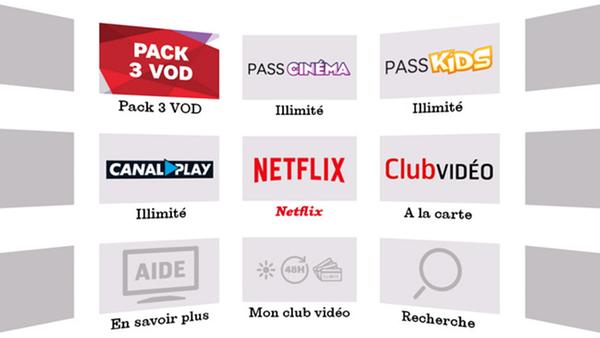 PACK
3 VOD
PASS CINÉMA
PASS KiDS
Pack 3 VOD
Illimité
Illimité
CANAL PLAY
NETFLIX
ClubVIDÉO
Illimité
Netflix
A la carte
AIDE
48H
En savoir plus
Mon club vidéo
Recherche